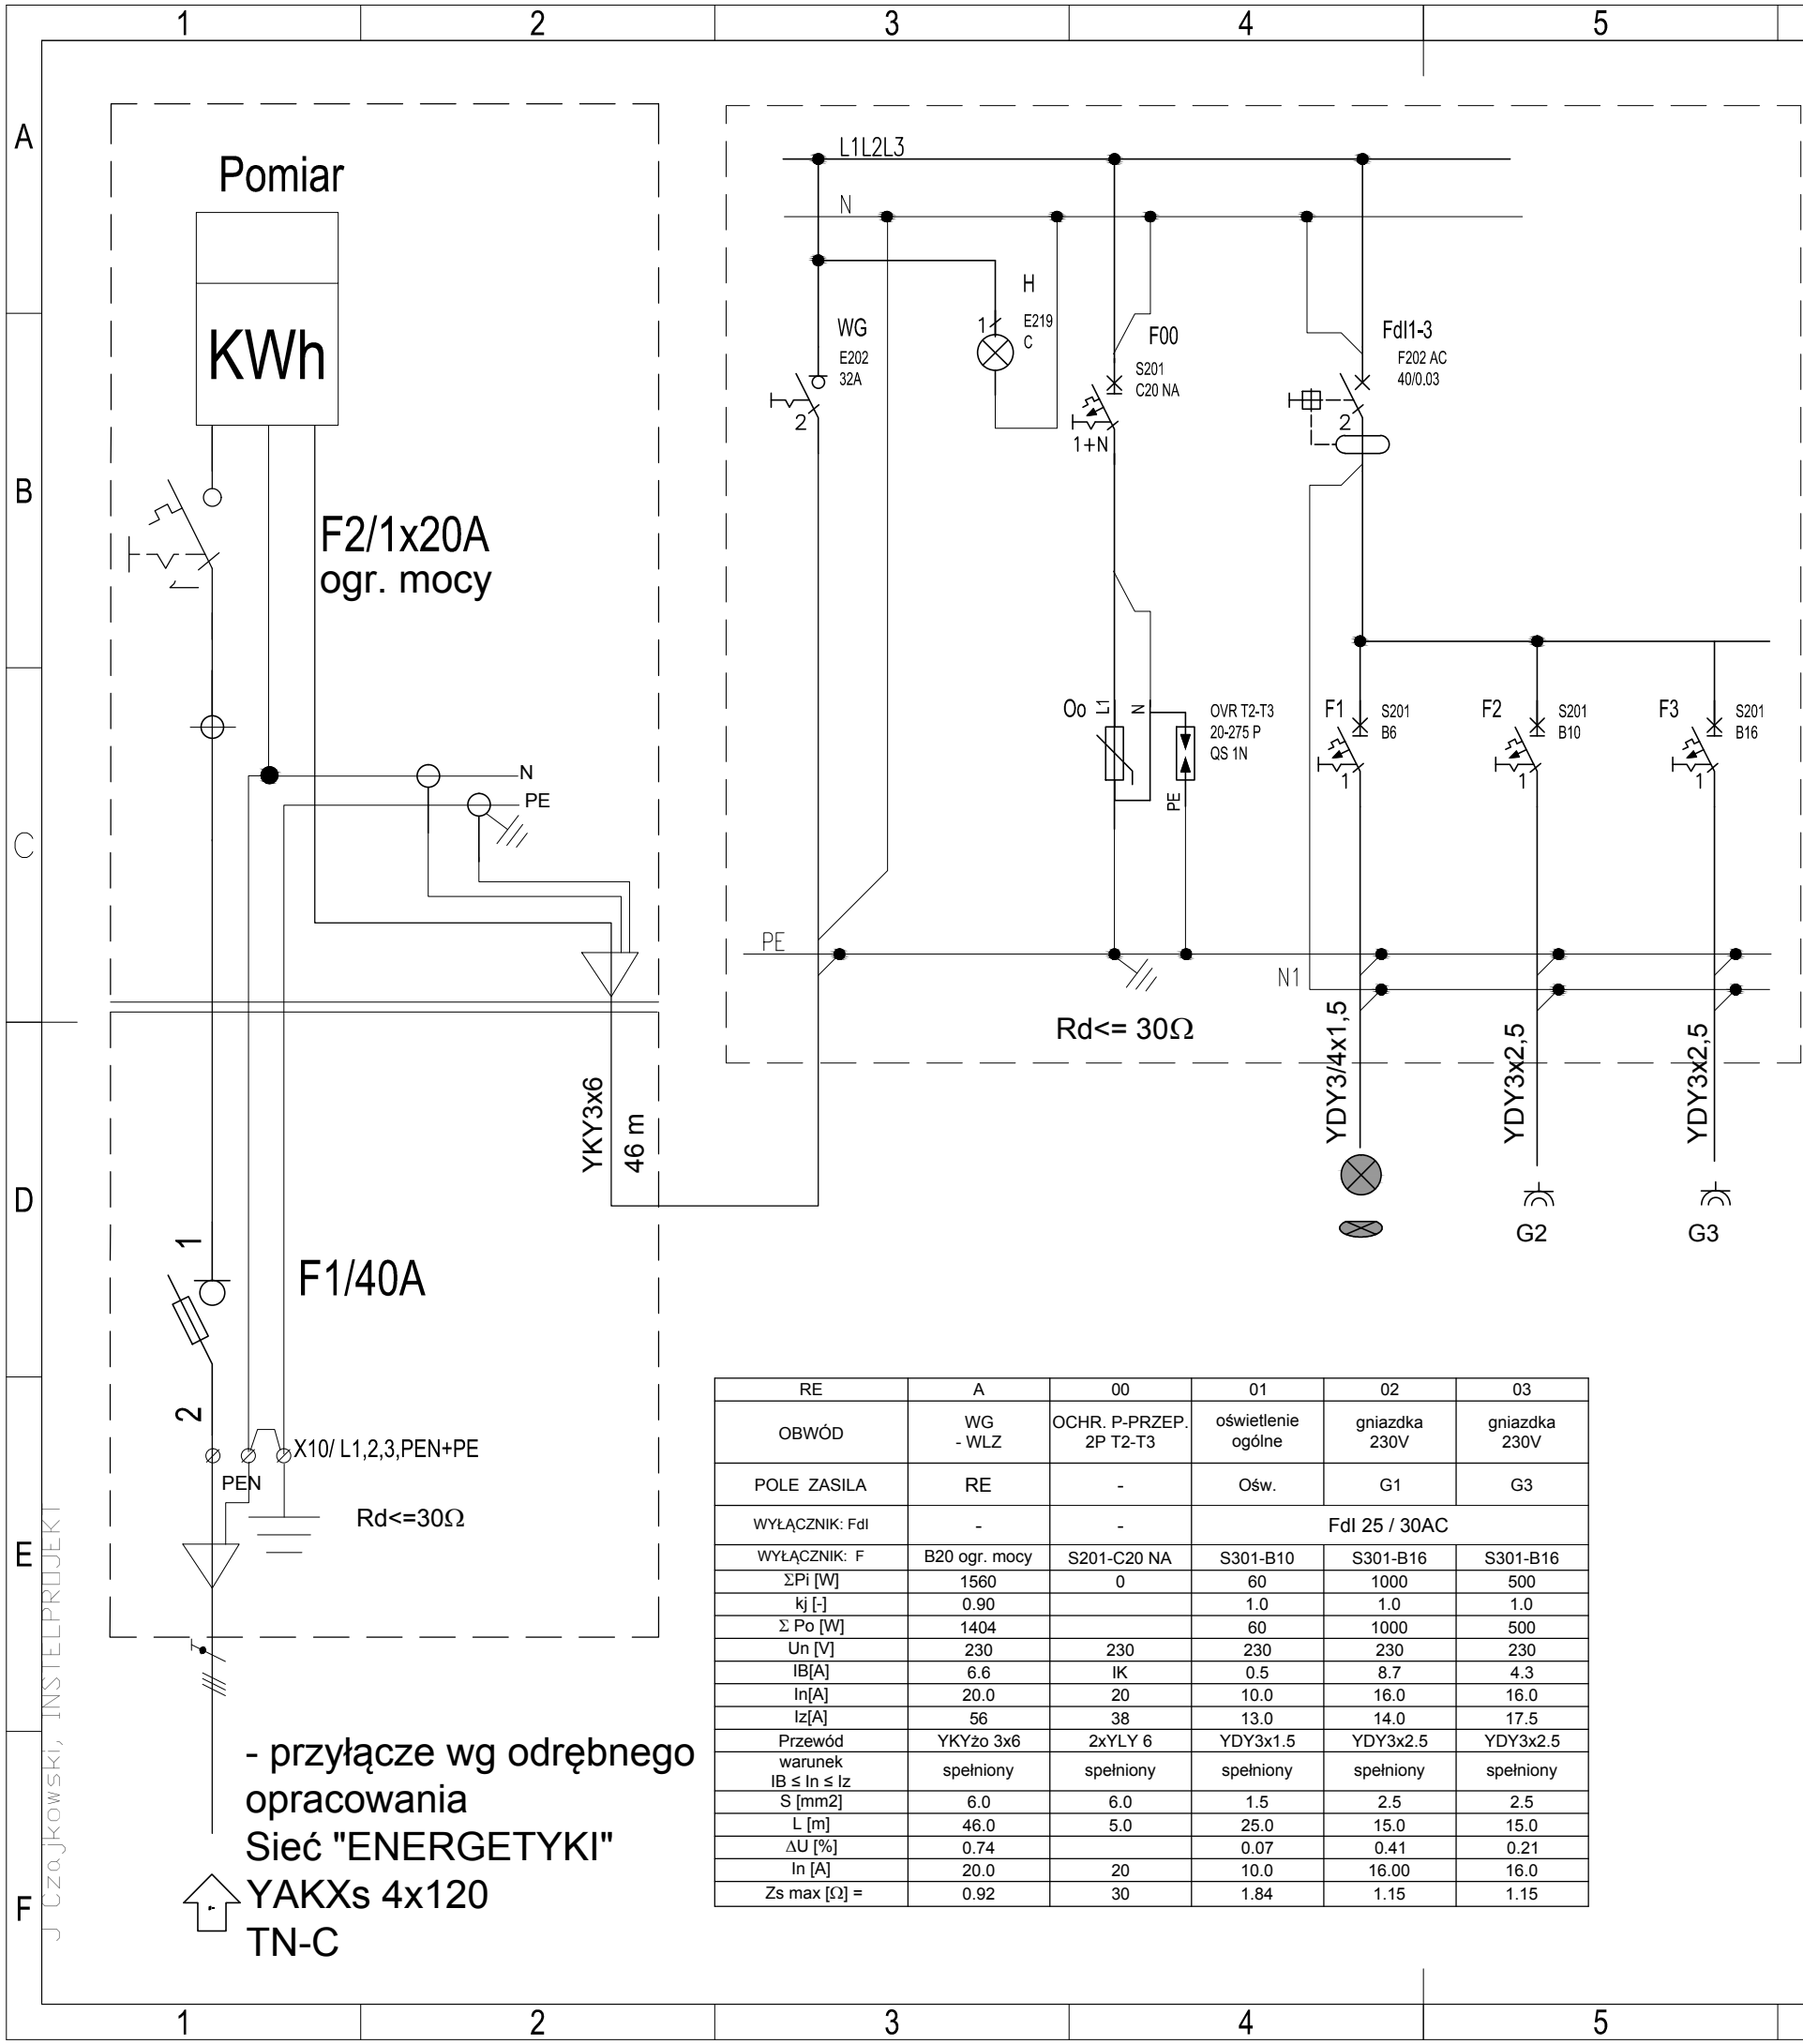 1 2 3 4 5
A
B
C
D
E
F
Pomiar
KWh
F2/1x20A
ogr. mocy
1
N
PE
YKY3x6
46 m
1
F1/40A
2
X10/ L1,2,3,PEN+PE
PEN
Rd<=30Ω
- przyłącze wg odrębnego
opracowania
Sieć "ENERGETYKI"
YAKXs 4x120
TN-C
J Czajkowski, INSTELPROJEKT
L1L2L3
N
WG
E202
32A
2
H
E219
C
1
F00
S201
C20 NA
1+N
FdI1-3
F202 AC
40/0.03
2
Oo
L1
N
PE
OVR T2-T3
20-275 P
QS 1N
F1
S201
B6
1
F2
S201
B10
1
F3
S201
B16
1
PE
N1
Rd<= 30Ω
YDY3/4x1,5
YDY3x2,5
YDY3x2,5
G2
G3
RE A 00 01 02 03
OBWÓD WG - WLZ OCHR. P-PRZEP. 2P T2-T3 oświetlenie ogólne gniazdka 230V gniazdka 230V
POLE ZASILA RE - Ośw. G1 G3
WYŁĄCZNIK: FdI - - FdI 25 / 30AC
WYŁĄCZNIK: F B20 ogr. mocy S201-C20 NA S301-B10 S301-B16 S301-B16
ΣPi [W] 1560 0 60 1000 500
kj [-] 0.90 1.0 1.0 1.0
Σ Po [W] 1404 60 1000 500
Un [V] 230 230 230 230 230
IB[A] 6.6 IK 0.5 8.7 4.3
In[A] 20.0 20 10.0 16.0 16.0
Iz[A] 56 38 13.0 14.0 17.5
Przewód YKYżo 3x6 2xYLY 6 YDY3x1.5 YDY3x2.5 YDY3x2.5
warunek IB ≤ In ≤ Iz spełniony spełniony spełniony spełniony spełniony
S [mm2] 6.0 6.0 1.5 2.5 2.5
L [m] 46.0 5.0 25.0 15.0 15.0
ΔU [%] 0.74 0.07 0.41 0.21
In [A] 20.0 20 10.0 16.00 16.0
Zs max [Ω] = 0.92 30 1.84 1.15 1.15
1 2 3 4 5